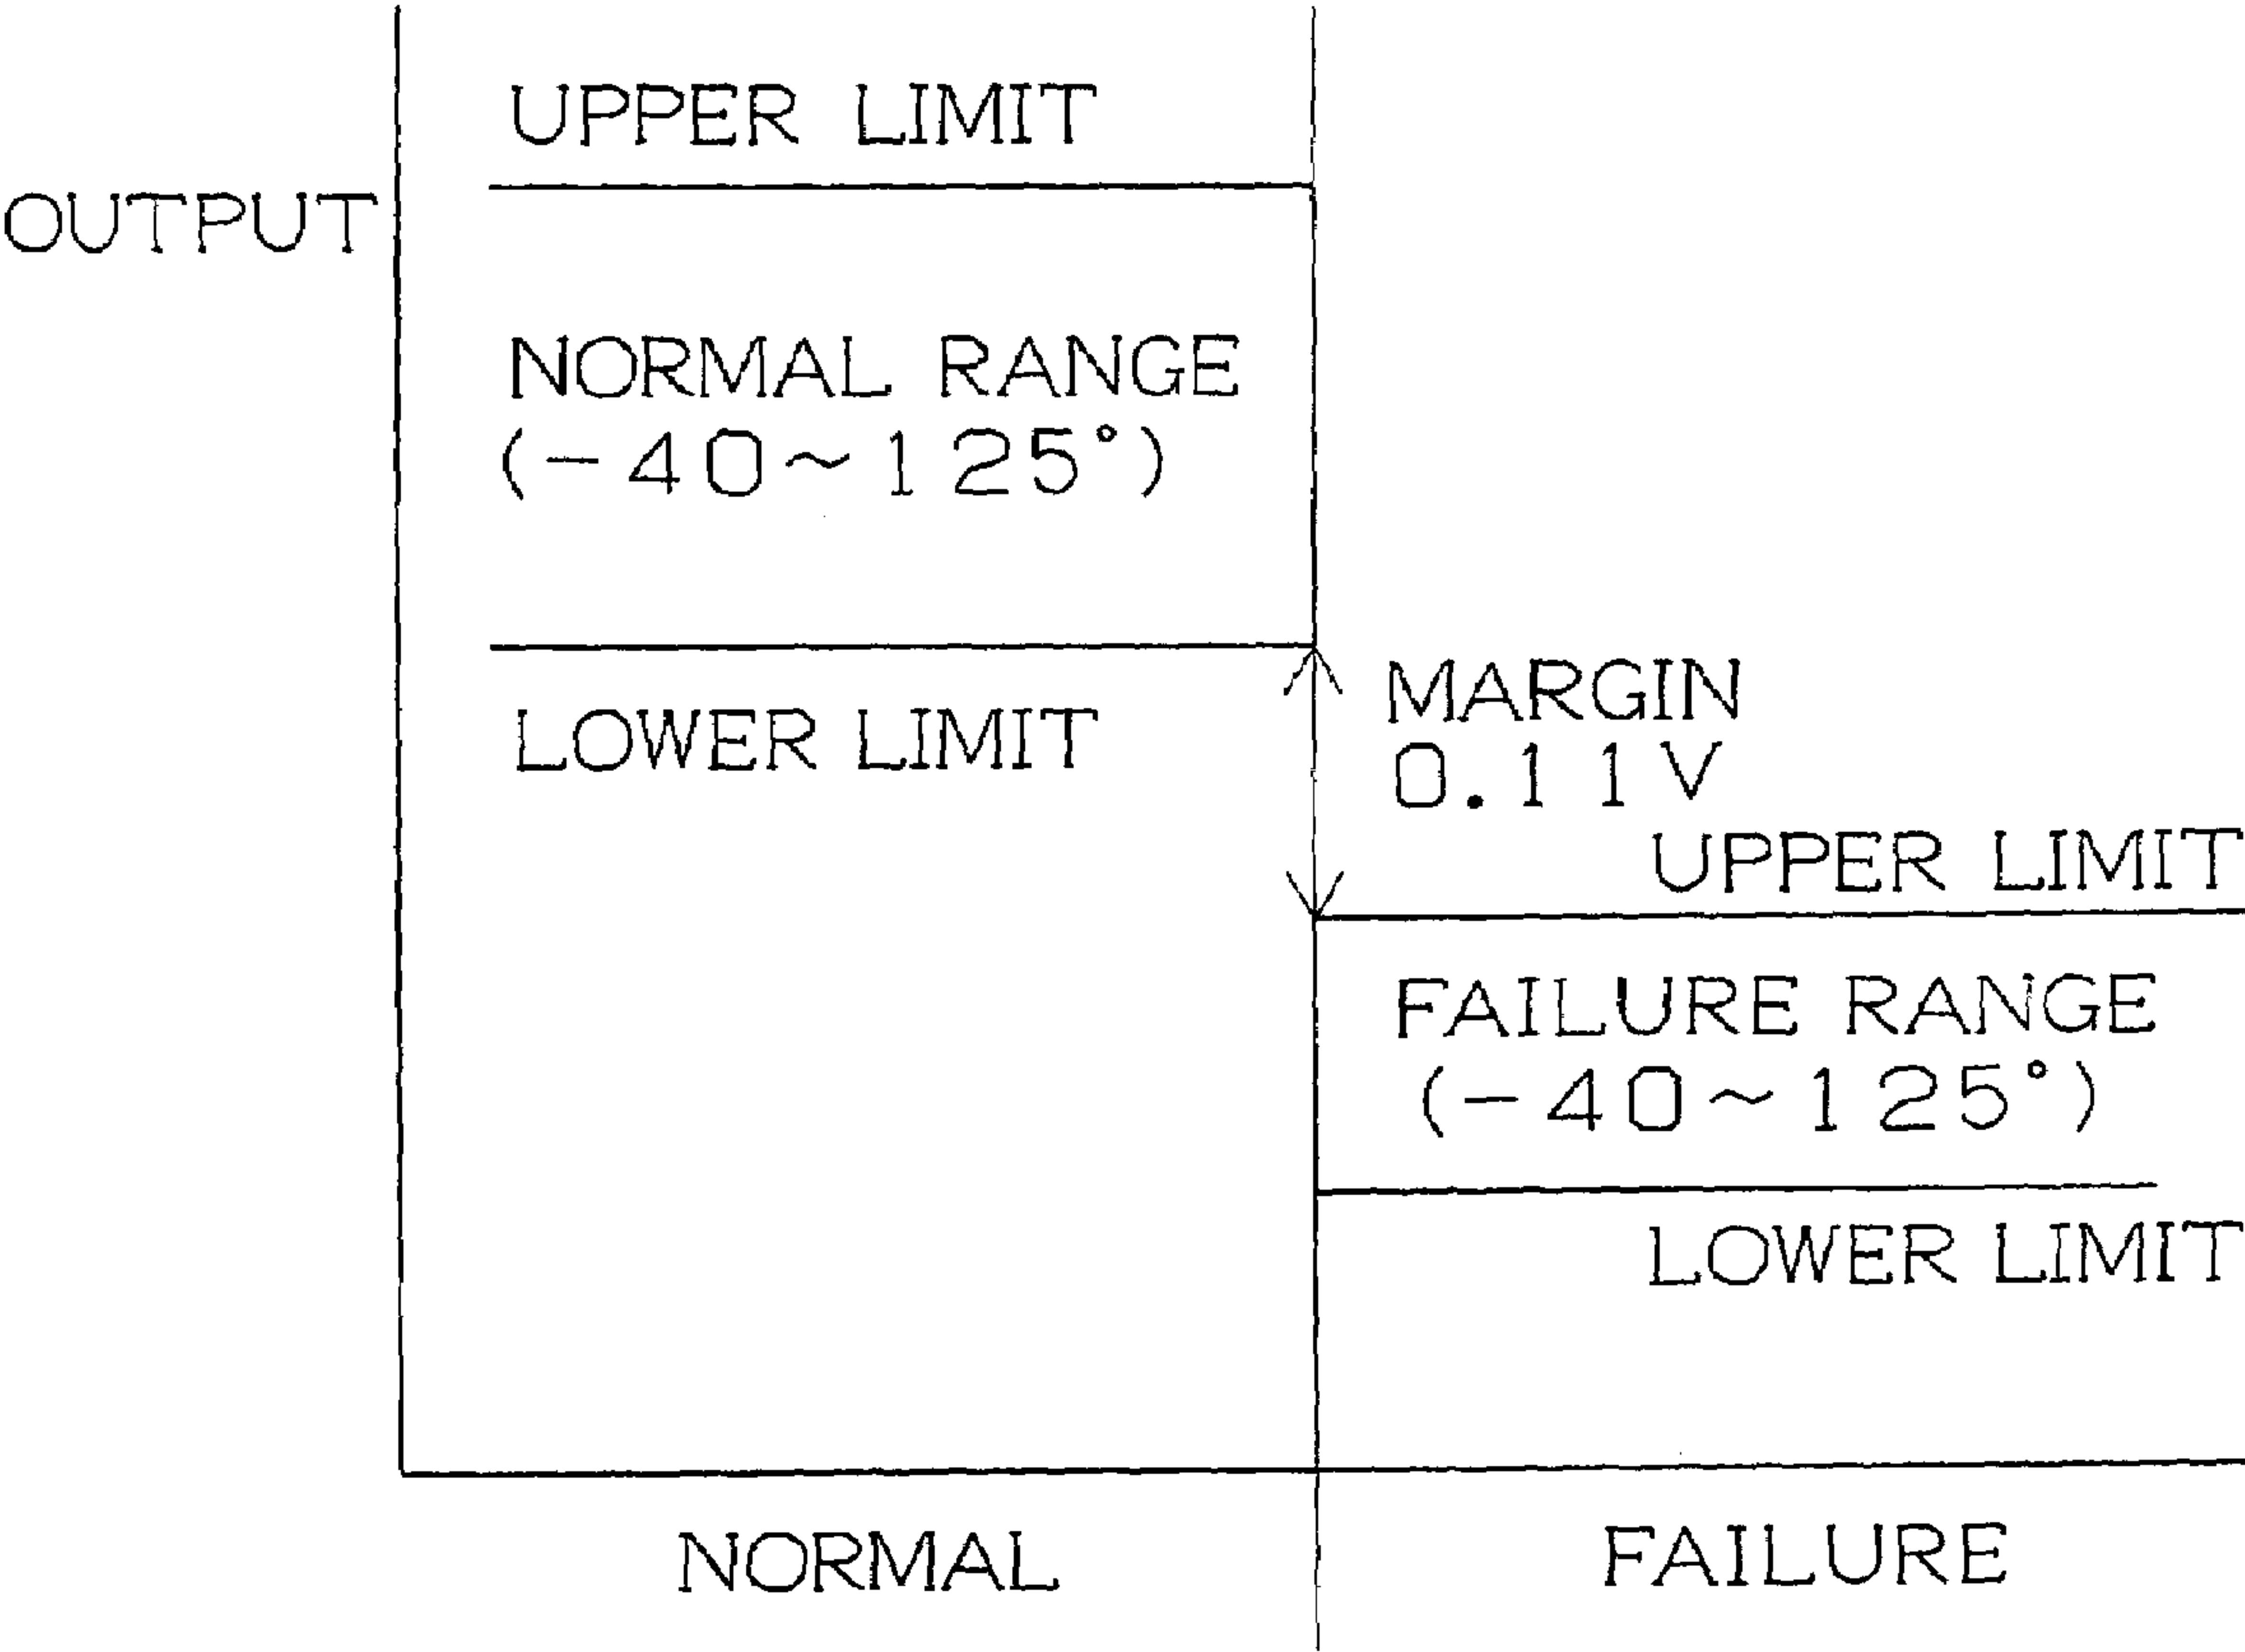 UPPER LIMIT
OUTPUT
NORMAL RANGE
(-40~125°)
LOWER LIMIT
MARGIN
0.11V
UPPER LIMIT
FAILURE RANGE
(-40~125°)
LOWER LIMIT
NORMAL
FAILURE